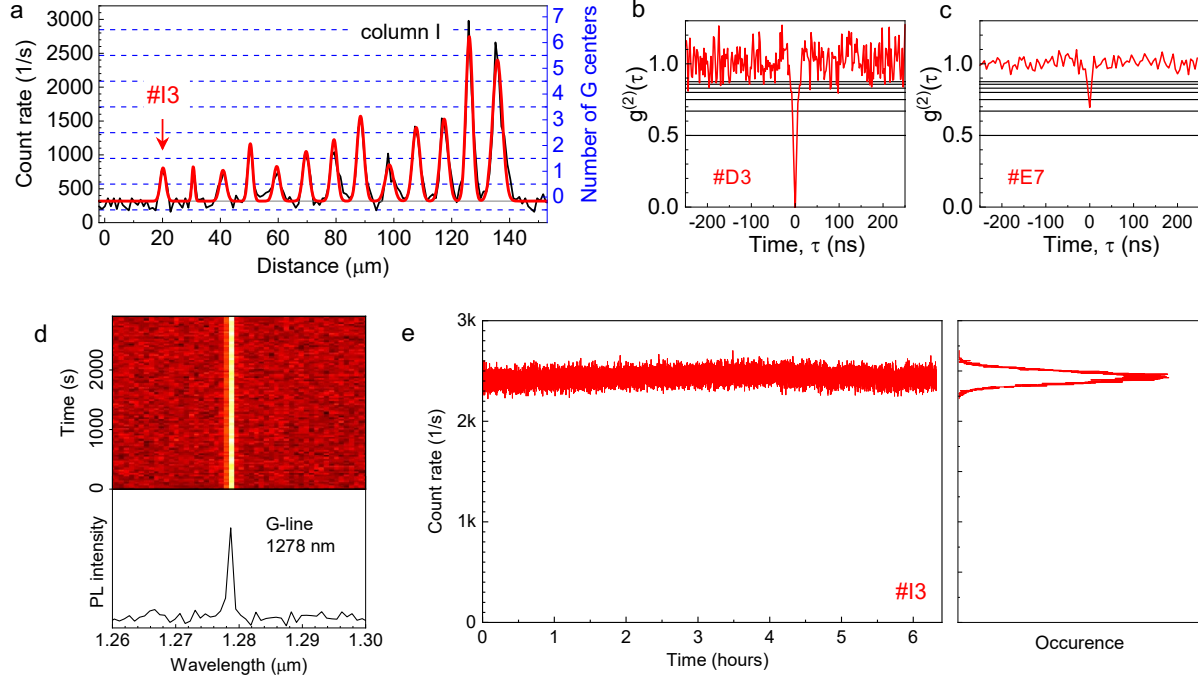 a
column I
#I3
Count rate (1/s)
3000
2500
2000
1500
1000
500
0
7
6
5
4
3
2
1
0
Number of G centers
0 20 40 60 80 100 120 140
Distance (μm)
b
g(2)(τ)
1.0
0.5
0.0
#D3
-200 -100 0 100 200
Time, τ (ns)
c
g(2)(τ)
1.0
0.5
0.0
#E7
-200 -100 0 100 200
Time, τ (ns)
d
Time (s)
2000
1000
0
PL intensity
G-line
1278 nm
1.26 1.27 1.28 1.29 1.30
Wavelength (μm)
e
Count rate (1/s)
3k
2k
1k
0
#I3
0 1 2 3 4 5 6
Time (hours)
Occurence